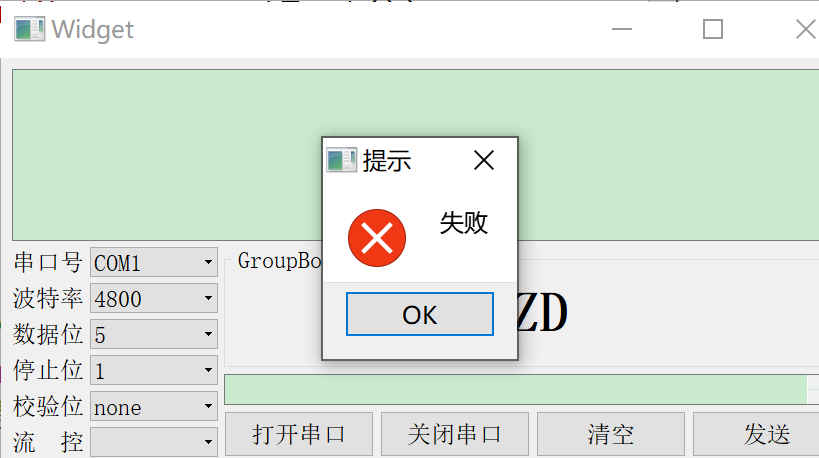 Widget
提示
失败
OK
串口号 COM1
波特率 4800
数据位 5
停止位 1
校验位 none
流 控
GroupBo
ZD
打开串口 关闭串口 清空 发送